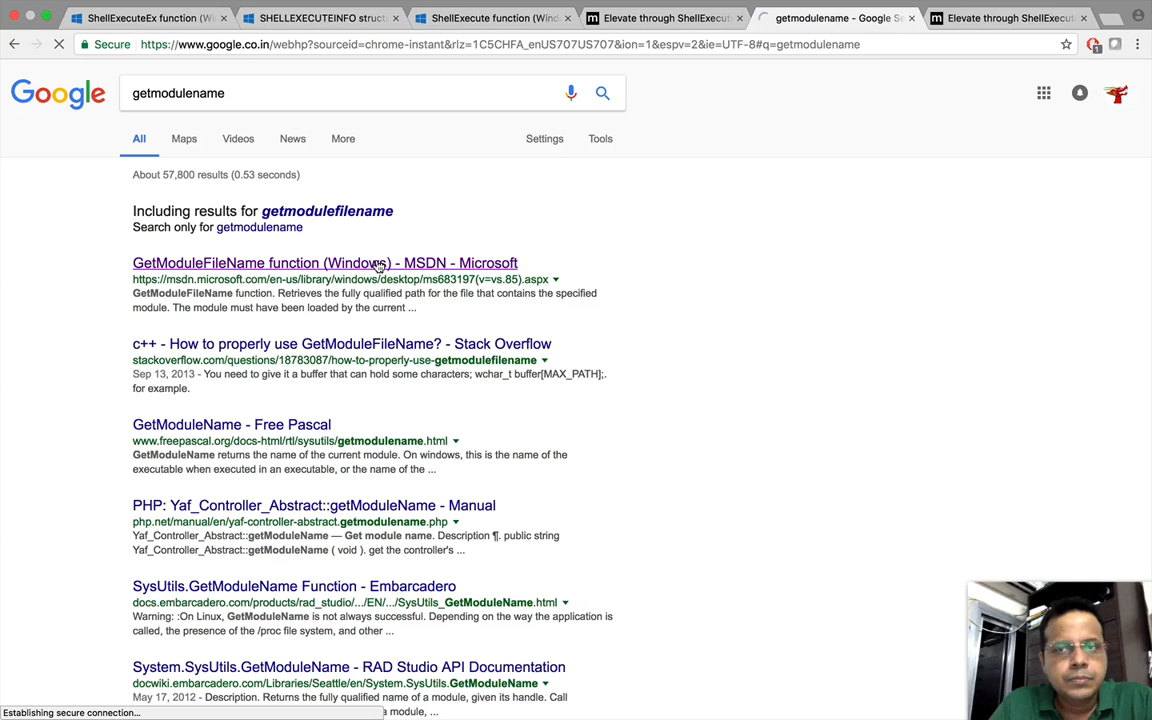 ShellExecuteEx function (Wi
SHELLEXECUTEINFO struct
ShellExecute function (Wind
Elevate through ShellExecut
getmodulename - Google Se
Elevate through ShellExecut
Secure
https://www.google.co.in/webhp?sourceid=chrome-instant&rlz=1C5CHFA_enUS707US707&ion=1&espv=2&ie=UTF-8#q=getmodulename
1
Google
getmodulename
All
Maps
Videos
News
More
Settings
Tools
About 57,800 results (0.53 seconds)
Including results for getmodulefilename
Search only for getmodulename
GetModuleFileName function (Windows) - MSDN - Microsoft
https://msdn.microsoft.com/en-us/library/windows/desktop/ms683197(v=vs.85).aspx
GetModuleFileName function. Retrieves the fully qualified path for the file that contains the specified
module. The module must have been loaded by the current ...
c++ - How to properly use GetModuleFileName? - Stack Overflow
stackoverflow.com/questions/18783087/how-to-properly-use-getmodulefilename
Sep 13, 2013 - You need to give it a buffer that can hold some characters; wchar_t buffer[MAX_PATH];.
for example.
GetModuleName - Free Pascal
www.freepascal.org/docs-html/rtl/sysutils/getmodulename.html
GetModuleName returns the name of the current module. On windows, this is the name of the
executable when executed in an executable, or the name of the ...
PHP: Yaf_Controller_Abstract::getModuleName - Manual
php.net/manual/en/yaf-controller-abstract.getmodulename.php
Yaf_Controller_Abstract::getModuleName — Get module name. Description ¶. public string
Yaf_Controller_Abstract::getModuleName ( void ). get the controller's ...
SysUtils.GetModuleName Function - Embarcadero
docs.embarcadero.com/products/rad_studio/.../EN/.../SysUtils_GetModuleName.html
Warning: :On Linux, GetModuleName is not always successful. Depending on the way the application is
called, the presence of the /proc file system, and other ...
System.SysUtils.GetModuleName - RAD Studio API Documentation
docwiki.embarcadero.com/Libraries/Seattle/en/System.SysUtils.GetModuleName
May 17, 2012 - Description. Returns the fully qualified name of a module, given its handle. Call
a module, ...
Establishing secure connection...